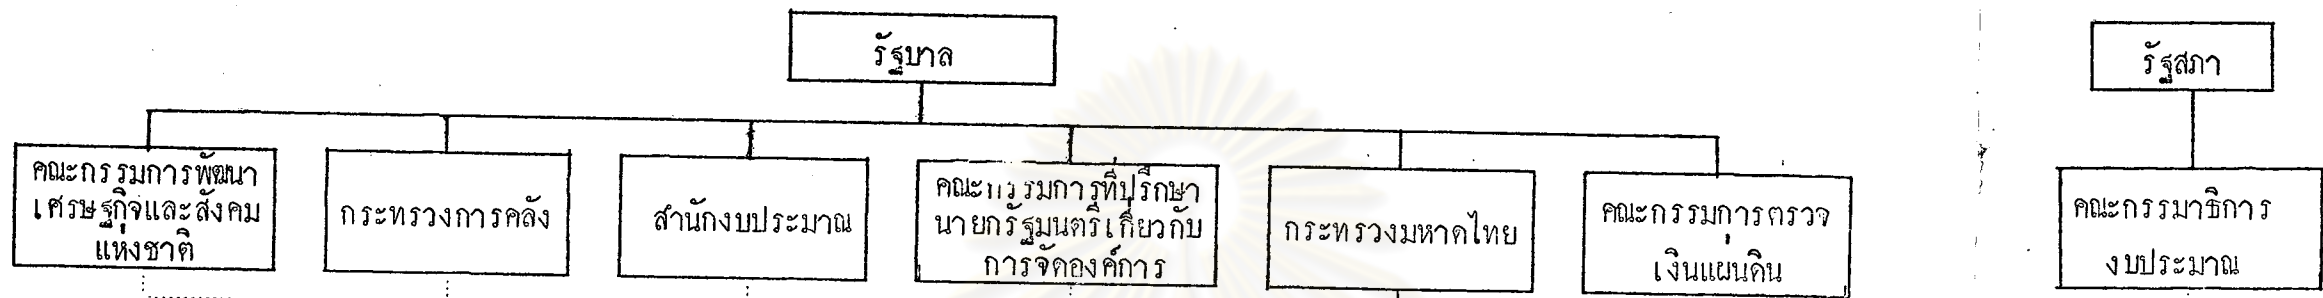 รัฐบาล
รัฐสภา
คณะกรรมการพัฒนา
เศรษฐกิจและสังคม
แห่งชาติ
กระทรวงการคลัง
สำนักงบประมาณ
คณะกรรมการที่ปรึกษา
นายกรัฐมนตรีเกี่ยวกับ
การจัดองค์การ
กระทรวงมหาดไทย
คณะกรรมการตรวจ
เงินแผ่นดิน
คณะกรรมาธิการ
งบประมาณ